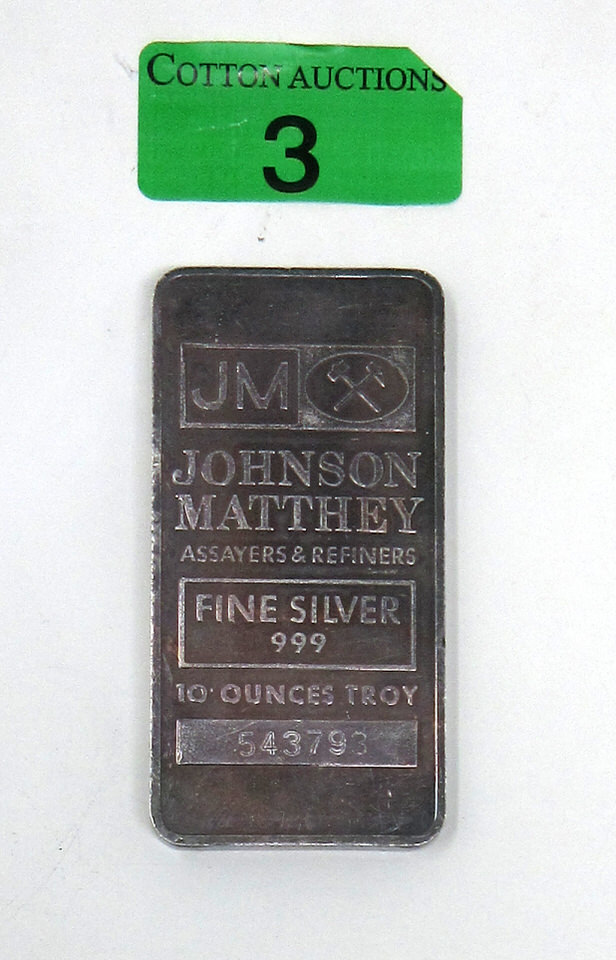 COTTON AUCTIONS
3
JM
JOHNSON
MATTHEY
ASSAYERS & REFINERS
FINE SILVER
999
10 OUNCES TROY
543793